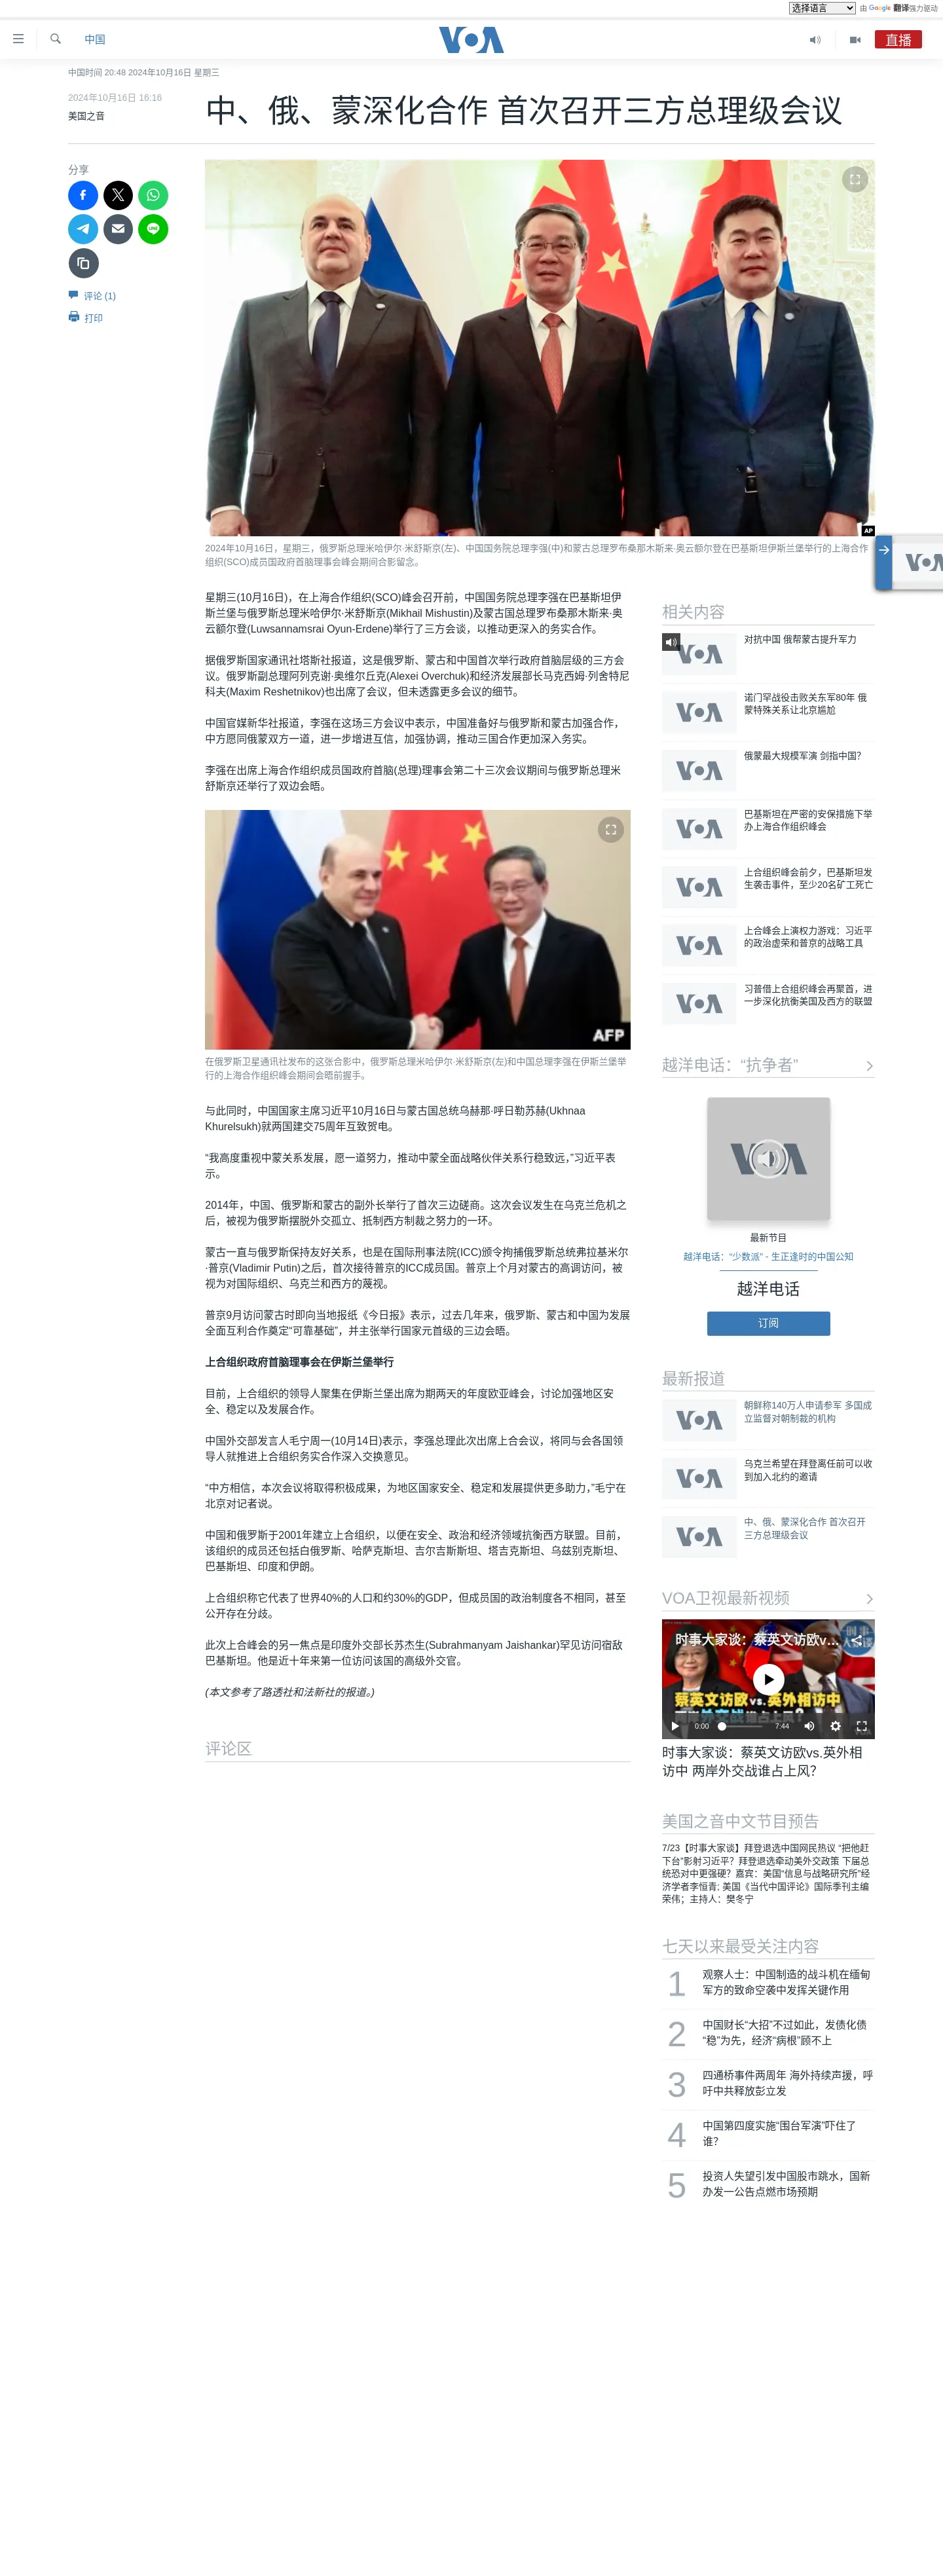 选择语言 由 Google 翻译强力驱动
中国
VOA
直播
中国时间 20:48 2024年10月16日 星期三
2024年10月16日 16:16
美国之音
中、俄、蒙深化合作 首次召开三方总理级会议
分享
评论 (1)
打印
AP
2024年10月16日，星期三，俄罗斯总理米哈伊尔·米舒斯京(左)、中国国务院总理李强(中)和蒙古总理罗布桑那木斯来·奥云额尔登在巴基斯坦伊斯兰堡举行的上海合作
组织(SCO)成员国政府首脑理事会峰会期间合影留念。
星期三(10月16日)，在上海合作组织(SCO)峰会召开前，中国国务院总理李强在巴基斯坦伊
斯兰堡与俄罗斯总理米哈伊尔·米舒斯京(Mikhail Mishustin)及蒙古国总理罗布桑那木斯来·奥
云额尔登(Luwsannamsrai Oyun-Erdene)举行了三方会谈，以推动更深入的务实合作。
据俄罗斯国家通讯社塔斯社报道，这是俄罗斯、蒙古和中国首次举行政府首脑层级的三方会
议。俄罗斯副总理阿列克谢·奥维尔丘克(Alexei Overchuk)和经济发展部长马克西姆·列舍特尼
科夫(Maxim Reshetnikov)也出席了会议，但未透露更多会议的细节。
中国官媒新华社报道，李强在这场三方会议中表示，中国准备好与俄罗斯和蒙古加强合作，
中方愿同俄蒙双方一道，进一步增进互信，加强协调，推动三国合作更加深入务实。
李强在出席上海合作组织成员国政府首脑(总理)理事会第二十三次会议期间与俄罗斯总理米
舒斯京还举行了双边会晤。
AFP
在俄罗斯卫星通讯社发布的这张合影中，俄罗斯总理米哈伊尔·米舒斯京(左)和中国总理李强在伊斯兰堡举
行的上海合作组织峰会期间会晤前握手。
与此同时，中国国家主席习近平10月16日与蒙古国总统乌赫那·呼日勒苏赫(Ukhnaa
Khurelsukh)就两国建交75周年互致贺电。
“我高度重视中蒙关系发展，愿一道努力，推动中蒙全面战略伙伴关系行稳致远，”习近平表
示。
2014年，中国、俄罗斯和蒙古的副外长举行了首次三边磋商。这次会议发生在乌克兰危机之
后，被视为俄罗斯摆脱外交孤立、抵制西方制裁之努力的一环。
蒙古一直与俄罗斯保持友好关系，也是在国际刑事法院(ICC)颁令拘捕俄罗斯总统弗拉基米尔
·普京(Vladimir Putin)之后，首次接待普京的ICC成员国。普京上个月对蒙古的高调访问，被
视为对国际组织、乌克兰和西方的蔑视。
普京9月访问蒙古时即向当地报纸《今日报》表示，过去几年来，俄罗斯、蒙古和中国为发展
全面互利合作奠定“可靠基础”，并主张举行国家元首级的三边会晤。
上合组织政府首脑理事会在伊斯兰堡举行
目前，上合组织的领导人聚集在伊斯兰堡出席为期两天的年度欧亚峰会，讨论加强地区安
全、稳定以及发展合作。
中国外交部发言人毛宁周一(10月14日)表示，李强总理此次出席上合会议，将同与会各国领
导人就推进上合组织务实合作深入交换意见。
“中方相信，本次会议将取得积极成果，为地区国家安全、稳定和发展提供更多助力，”毛宁在
北京对记者说。
中国和俄罗斯于2001年建立上合组织，以便在安全、政治和经济领域抗衡西方联盟。目前，
该组织的成员还包括白俄罗斯、哈萨克斯坦、吉尔吉斯斯坦、塔吉克斯坦、乌兹别克斯坦、
巴基斯坦、印度和伊朗。
上合组织称它代表了世界40%的人口和约30%的GDP，但成员国的政治制度各不相同，甚至
公开存在分歧。
此次上合峰会的另一焦点是印度外交部长苏杰生(Subrahmanyam Jaishankar)罕见访问宿敌
巴基斯坦。他是近十年来第一位访问该国的高级外交官。
(本文参考了路透社和法新社的报道。)
评论区
VOA
相关内容
VOA
对抗中国 俄帮蒙古提升军力
VOA
诺门罕战役击败关东军80年 俄
蒙特殊关系让北京尴尬
VOA
俄蒙最大规模军演 剑指中国？
VOA
巴基斯坦在严密的安保措施下举
办上海合作组织峰会
VOA
上合组织峰会前夕，巴基斯坦发
生袭击事件，至少20名矿工死亡
VOA
上合峰会上演权力游戏：习近平
的政治虚荣和普京的战略工具
VOA
习普借上合组织峰会再聚首，进
一步深化抗衡美国及西方的联盟
越洋电话：“抗争者”
VOA
最新节目
越洋电话：“少数派” - 生正逢时的中国公知
越洋电话
订阅
最新报道
VOA
朝鲜称140万人申请参军 多国成
立监督对朝制裁的机构
VOA
乌克兰希望在拜登离任前可以收
到加入北约的邀请
VOA
中、俄、蒙深化合作 首次召开
三方总理级会议
VOA卫视最新视频
时事大家谈：蔡英文访欧v...
蔡英文访欧vs.英外相访中
0:00 7:44
时事大家谈：蔡英文访欧vs.英外相
访中 两岸外交战谁占上风？
美国之音中文节目预告
7/23【时事大家谈】拜登退选中国网民热议 “把他赶
下台”影射习近平？拜登退选牵动美外交政策 下届总
统恐对中更强硬？嘉宾：美国“信息与战略研究所”经
济学者李恒青; 美国《当代中国评论》国际季刊主编
荣伟；主持人：樊冬宁
七天以来最受关注内容
1 观察人士：中国制造的战斗机在缅甸
军方的致命空袭中发挥关键作用
2 中国财长“大招”不过如此，发债化债
“稳”为先，经济“病根”顾不上
3 四通桥事件两周年 海外持续声援，呼
吁中共释放彭立发
4 中国第四度实施“围台军演”吓住了
谁？
5 投资人失望引发中国股市跳水，国新
办发一公告点燃市场预期